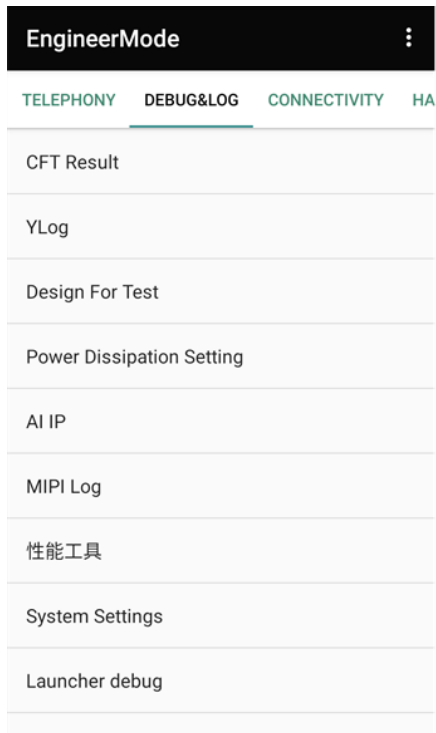 EngineerMode
TELEPHONY DEBUG&LOG CONNECTIVITY HA
CFT Result
YLog
Design For Test
Power Dissipation Setting
AI IP
MIPI Log
性能工具
System Settings
Launcher debug